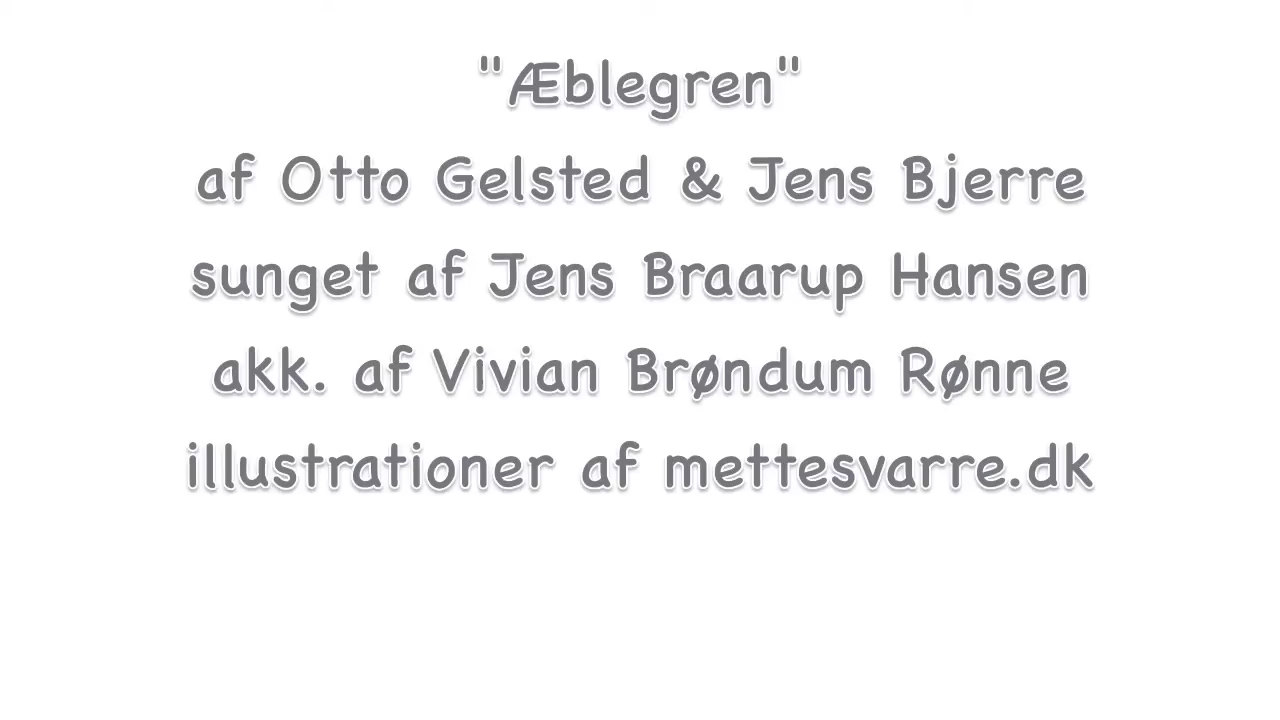 "Æblegren"
af Otto Gelsted & Jens Bjerre
sunget af Jens Braarup Hansen
akk. af Vivian Brøndum Rønne
illustrationer af mettesvarre.dk